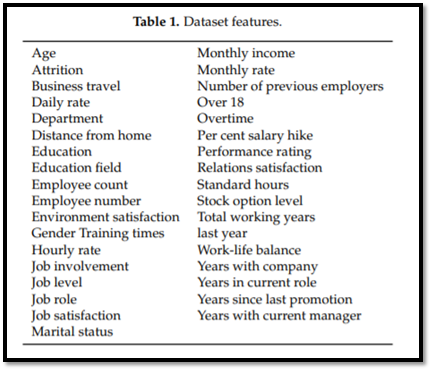 Table 1. Dataset features.
Age Monthly income
Attrition Monthly rate
Business travel Number of previous employers
Daily rate Over 18
Department Overtime
Distance from home Per cent salary hike
Education Performance rating
Education field Relations satisfaction
Employee count Standard hours
Employee number Stock option level
Environment satisfaction Total working years
Gender Training times last year
Hourly rate Work-life balance
Job involvement Years with company
Job level Years in current role
Job role Years since last promotion
Job satisfaction Years with current manager
Marital status